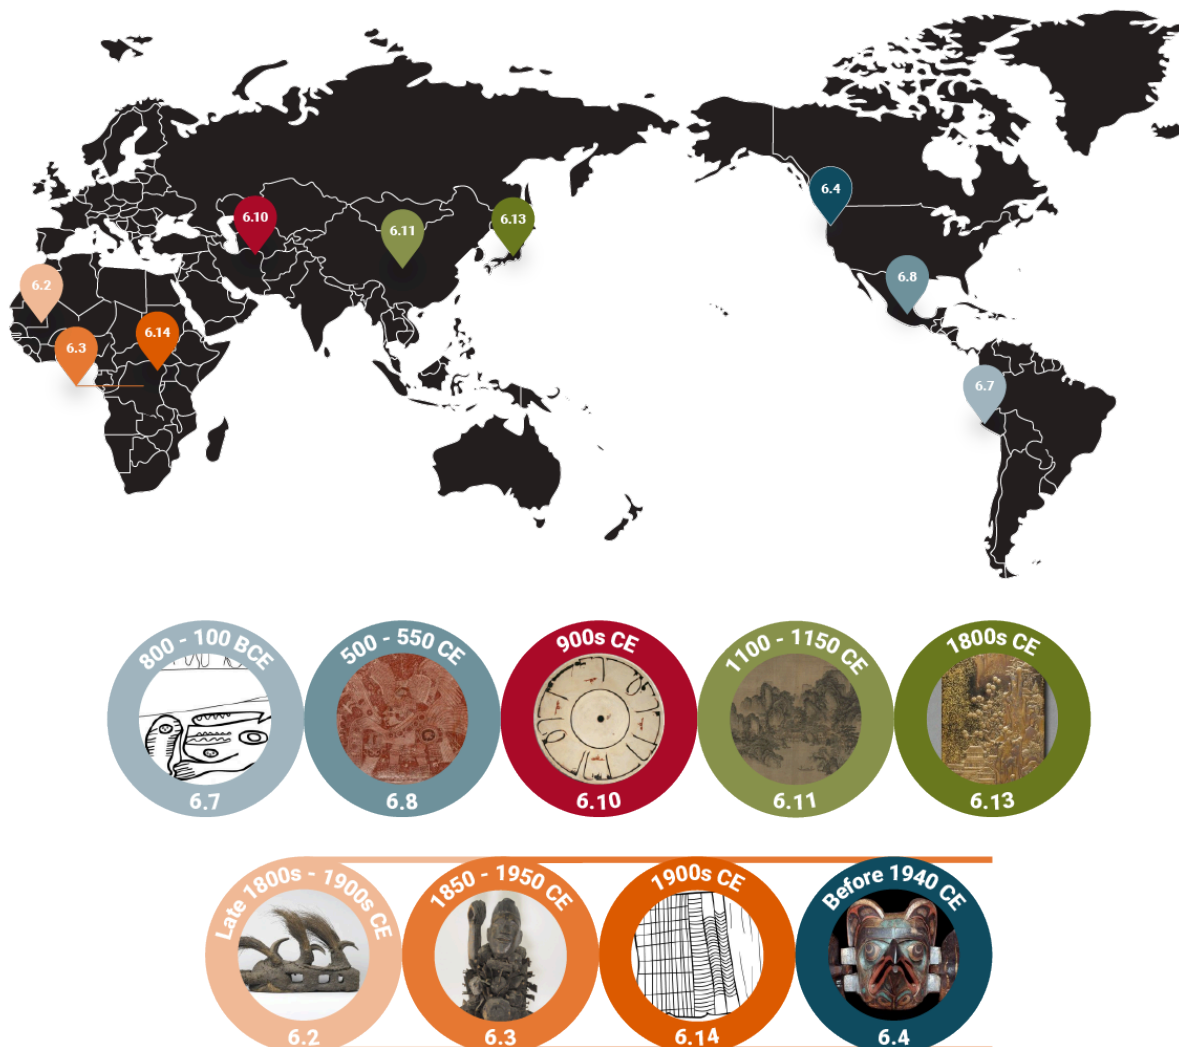 6.4
6.10
6.13
6.11
6.8
6.2
6.14
6.3
6.7
800 - 100 BCE
6.7
500 - 550 CE
6.8
900s CE
6.10
1100 - 1150 CE
6.11
1800s CE
6.13
Late 1800s - 1900s CE
6.2
1850 - 1950 CE
6.3
1900s CE
6.14
Before 1940 CE
6.4